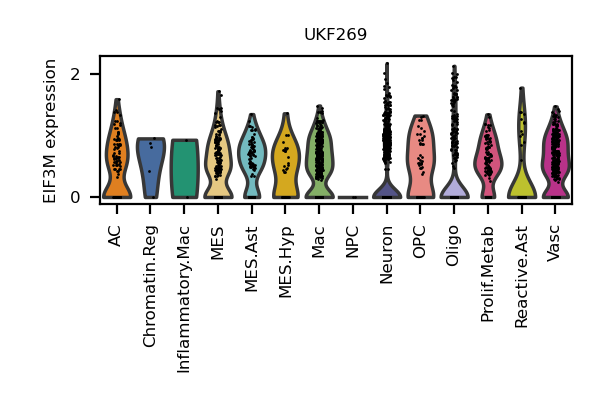 UKF269
EIF3M expression
2
0
AC
Chromatin.Reg
Inflammatory.Mac
MES
MES.Ast
MES.Hyp
Mac
NPC
Neuron
OPC
Oligo
Prolif.Metab
Reactive.Ast
Vasc